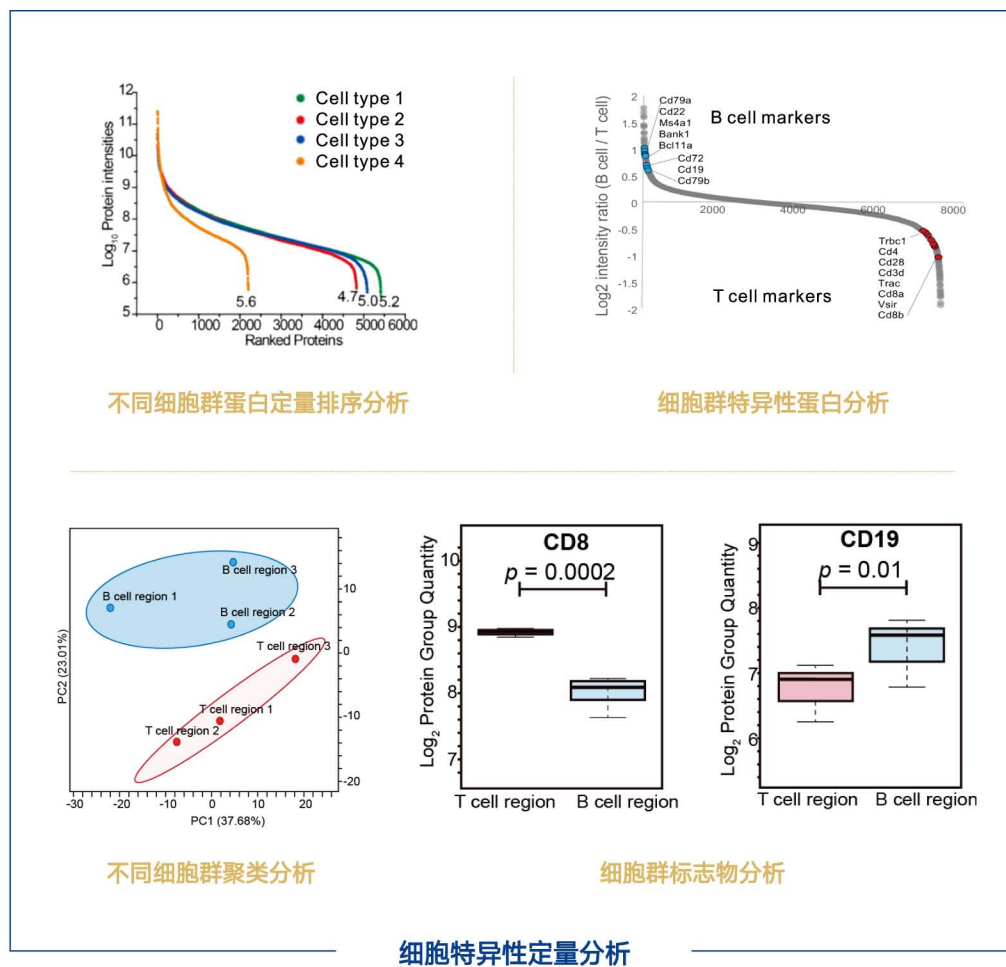 12
11
10
9
8
7
6
5
Log10 Protein intensities
Cell type 1
Cell type 2
Cell type 3
Cell type 4
5.6
4.7
5.0
5.2
0 1000 2000 3000 4000 5000 6000
Ranked Proteins
不同细胞群蛋白定量排序分析
2
1.5
1
0.5
0
-0.5
-1
-1.5
-2
Log2 intensity ratio (B cell / T cell)
Cd79a
Cd22
Ms4a1
Bank1
Bcl11a
Cd72
Cd19
Cd79b
B cell markers
2000 4000 6000 8000
Trbc1
Cd4
Cd28
Cd3d
Trac
Cd8a
Vsir
Cd8b
T cell markers
细胞群特异性蛋白分析
PC2 (23.01%)
B cell region 3
B cell region 1
B cell region 2
T cell region 3
T cell region 1
T cell region 2
10
0
-10
-20
-30 -20 -10 0 10 20
PC1 (37.68%)
不同细胞群聚类分析
CD8
p = 0.0002
Log2 Protein Group Quantity
10
9
8
7
T cell region B cell region
CD19
p = 0.01
Log2 Protein Group Quantity
9
8
7
6
T cell region B cell region
细胞群标志物分析
细胞特异性定量分析